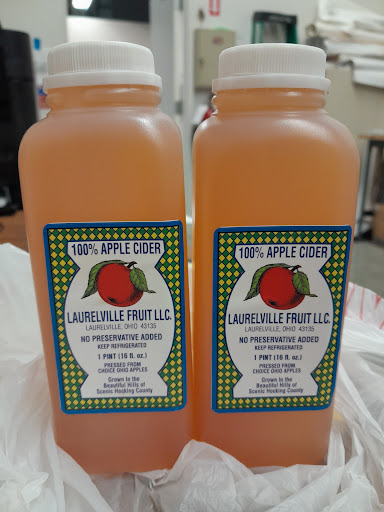 100% APPLE CIDER
LAURELVILLE FRUIT LLC.
LAURELVILLE, OHIO 43135
NO PRESERVATIVE ADDED
KEEP REFRIGERATED
1 PINT (16 fl. oz.)
PRESSED FROM
CHOICE OHIO APPLES
Grown In the
Beautiful Hills of
Scenic Hocking County
100% APPLE CIDER
LAURELVILLE FRUIT LLC.
LAURELVILLE, OHIO 43135
NO PRESERVATIVE ADDED
KEEP REFRIGERATED
1 PINT (16 fl. oz.)
PRESSED FROM
CHOICE OHIO APPLES
Grown In the
Beautiful Hills of
Scenic Hocking County